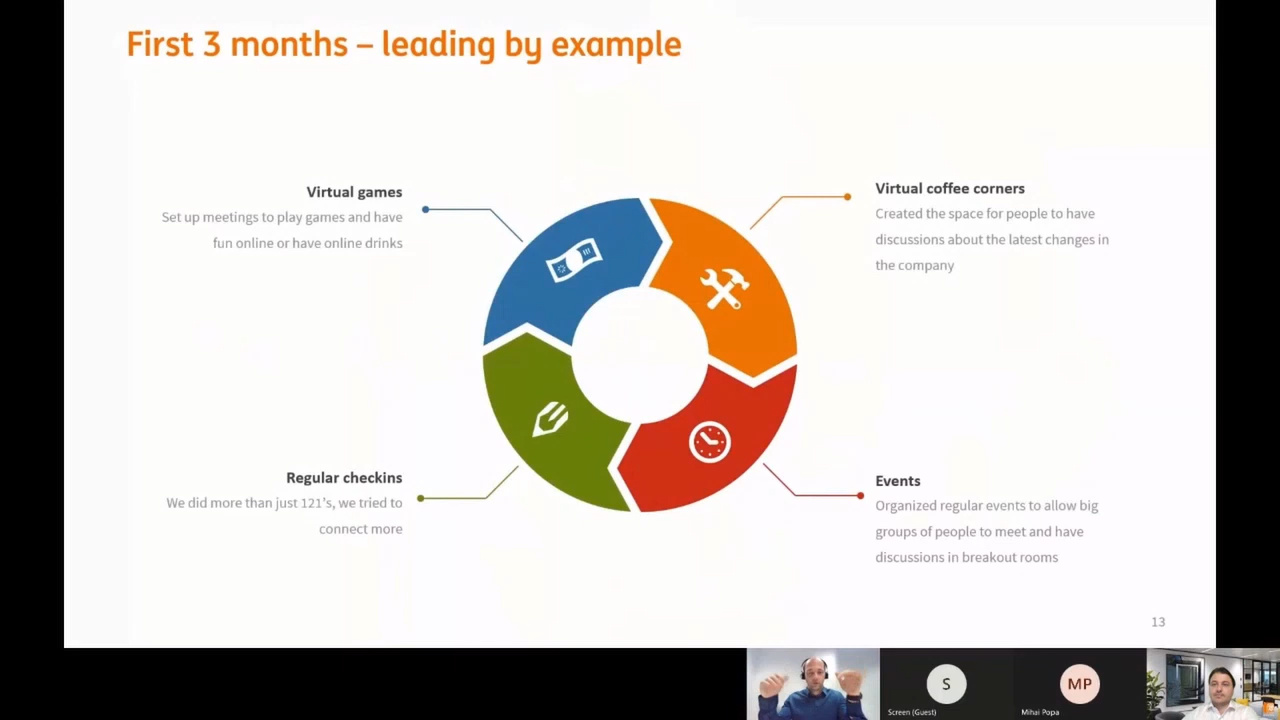 First 3 months – leading by example
Virtual games
Set up meetings to play games and have
fun online or have online drinks
Virtual coffee corners
Created the space for people to have
discussions about the latest changes in
the company
Regular checkins
We did more than just 121's, we tried to
connect more
Events
Organized regular events to allow big
groups of people to meet and have
discussions in breakout rooms
13
S
Screen (Guest)
MP
Mihai Popa